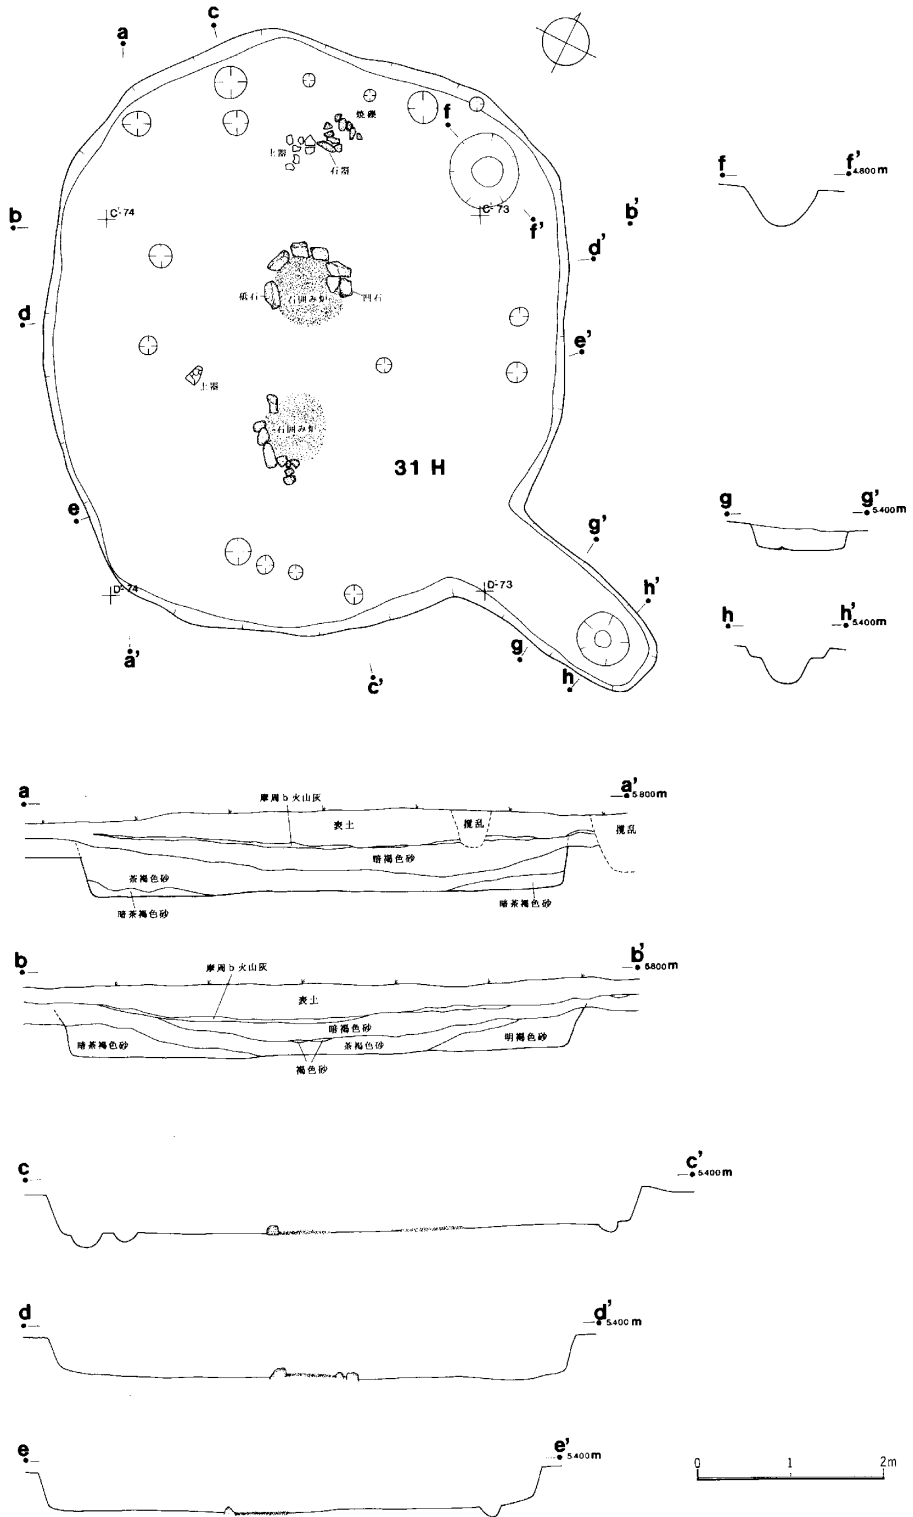 c
a
焼礫
f
土器
石器
f
f'
4.800m
C'-74
C'-73
b
f'
b'
d'
砥石
石囲み炉
凹石
d
e'
土器
石囲み炉
31 H
e
g'
g
g'
5.400m
D'-74
D'-73
h'
h
h'
5.400m
a'
g
c'
h
a
摩周b火山灰
a'
5.800m
表土
攪乱
攪乱
暗褐色砂
茶褐色砂
暗茶褐色砂
暗茶褐色砂
b
摩周b火山灰
b'
5.800m
表土
暗褐色砂
暗茶褐色砂
茶褐色砂
明褐色砂
褐色砂
c
c'
5.400m
d
d'
5.400m
e
e'
5.400m
0 1 2m